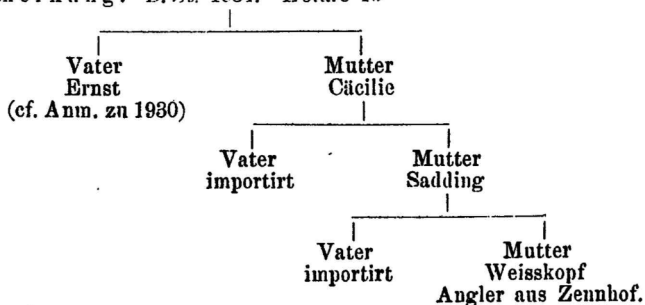 Vater Mutter
Ernst Cäcilie
(cf. Anm. zu 1930)
Vater Mutter
importirt Sadding
Vater Mutter
importirt Weisskopf
Angler aus Zennhof.